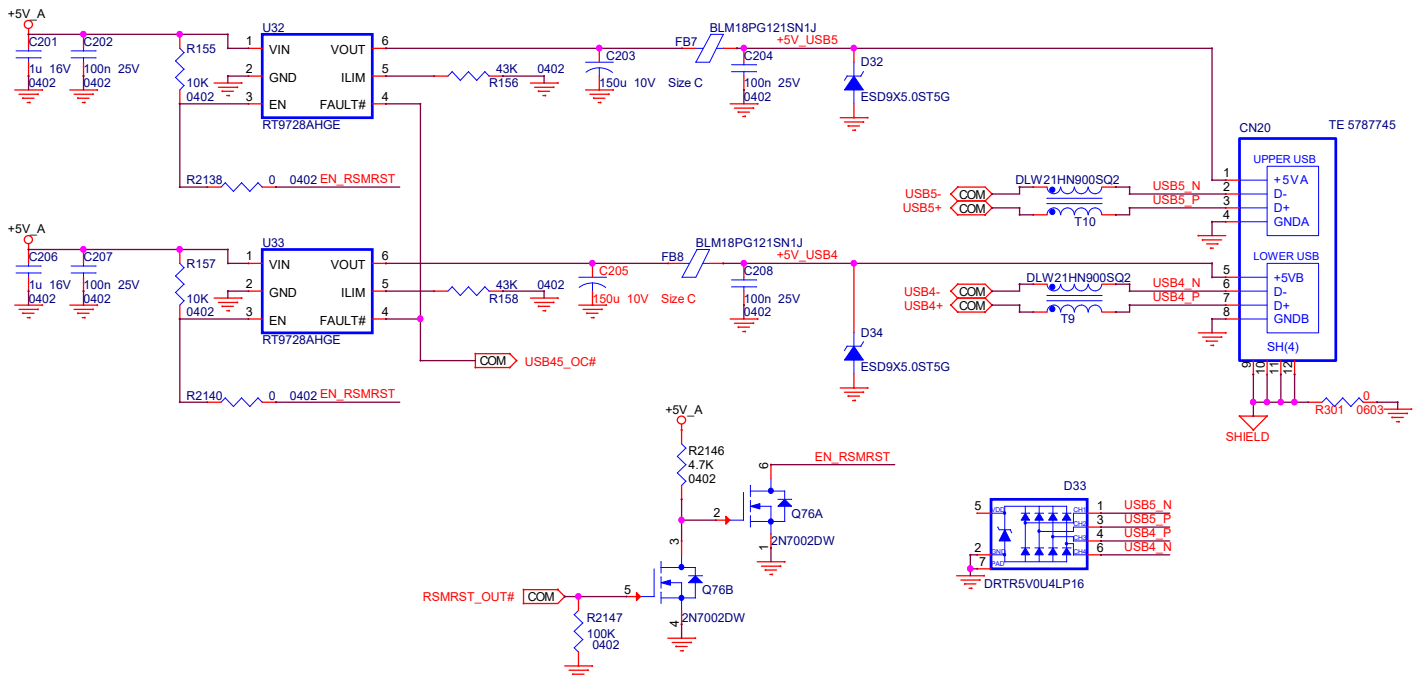 +5V_A
C201
1u 16V
0402
C202
100n 25V
0402
R155
10K
0402
U32
1 VIN VOUT 6
2 GND ILIM 5
3 EN FAULT# 4
RT9728AHGE
43K 0402
R156
C203
150u 10V Size C
FB7
BLM18PG121SN1J
+5V_USB5
C204
100n 25V
0402
D32
ESD9X5.0ST5G
R2138 0 0402 EN_RSMRST
CN20 TE 5787745
UPPER USB
1 +5VA
2 D-
3 D+
4 GNDA
LOWER USB
5 +5VB
6 D-
7 D+
8 GNDB
SH(4)
9 10 11 12
DLW21HN900SQ2
USB5- COM USB5_N
USB5+ COM USB5_P
T10
DLW21HN900SQ2
USB4- COM USB4_N
USB4+ COM USB4_P
T9
+5V_A
C206
1u 16V
0402
C207
100n 25V
0402
R157
10K
0402
U33
1 VIN VOUT 6
2 GND ILIM 5
3 EN FAULT# 4
RT9728AHGE
43K 0402
R158
C205
150u 10V Size C
FB8
BLM18PG121SN1J
+5V_USB4
C208
100n 25V
0402
D34
ESD9X5.0ST5G
COM USB45_OC#
R2140 0 0402 EN_RSMRST
0
R301 0603
SHIELD
+5V_A
R2146
4.7K
0402
EN_RSMRST
6
2
Q76A
1
2N7002DW
3
5
Q76B
4
2N7002DW
RSMRST_OUT# COM
R2147
100K
0402
D33
5 VDD CH1 1 USB5_N
CH2 3 USB5_P
CH3 4 USB4_P
2 GND CH4 6 USB4_N
7 PAD
DRTR5V0U4LP16